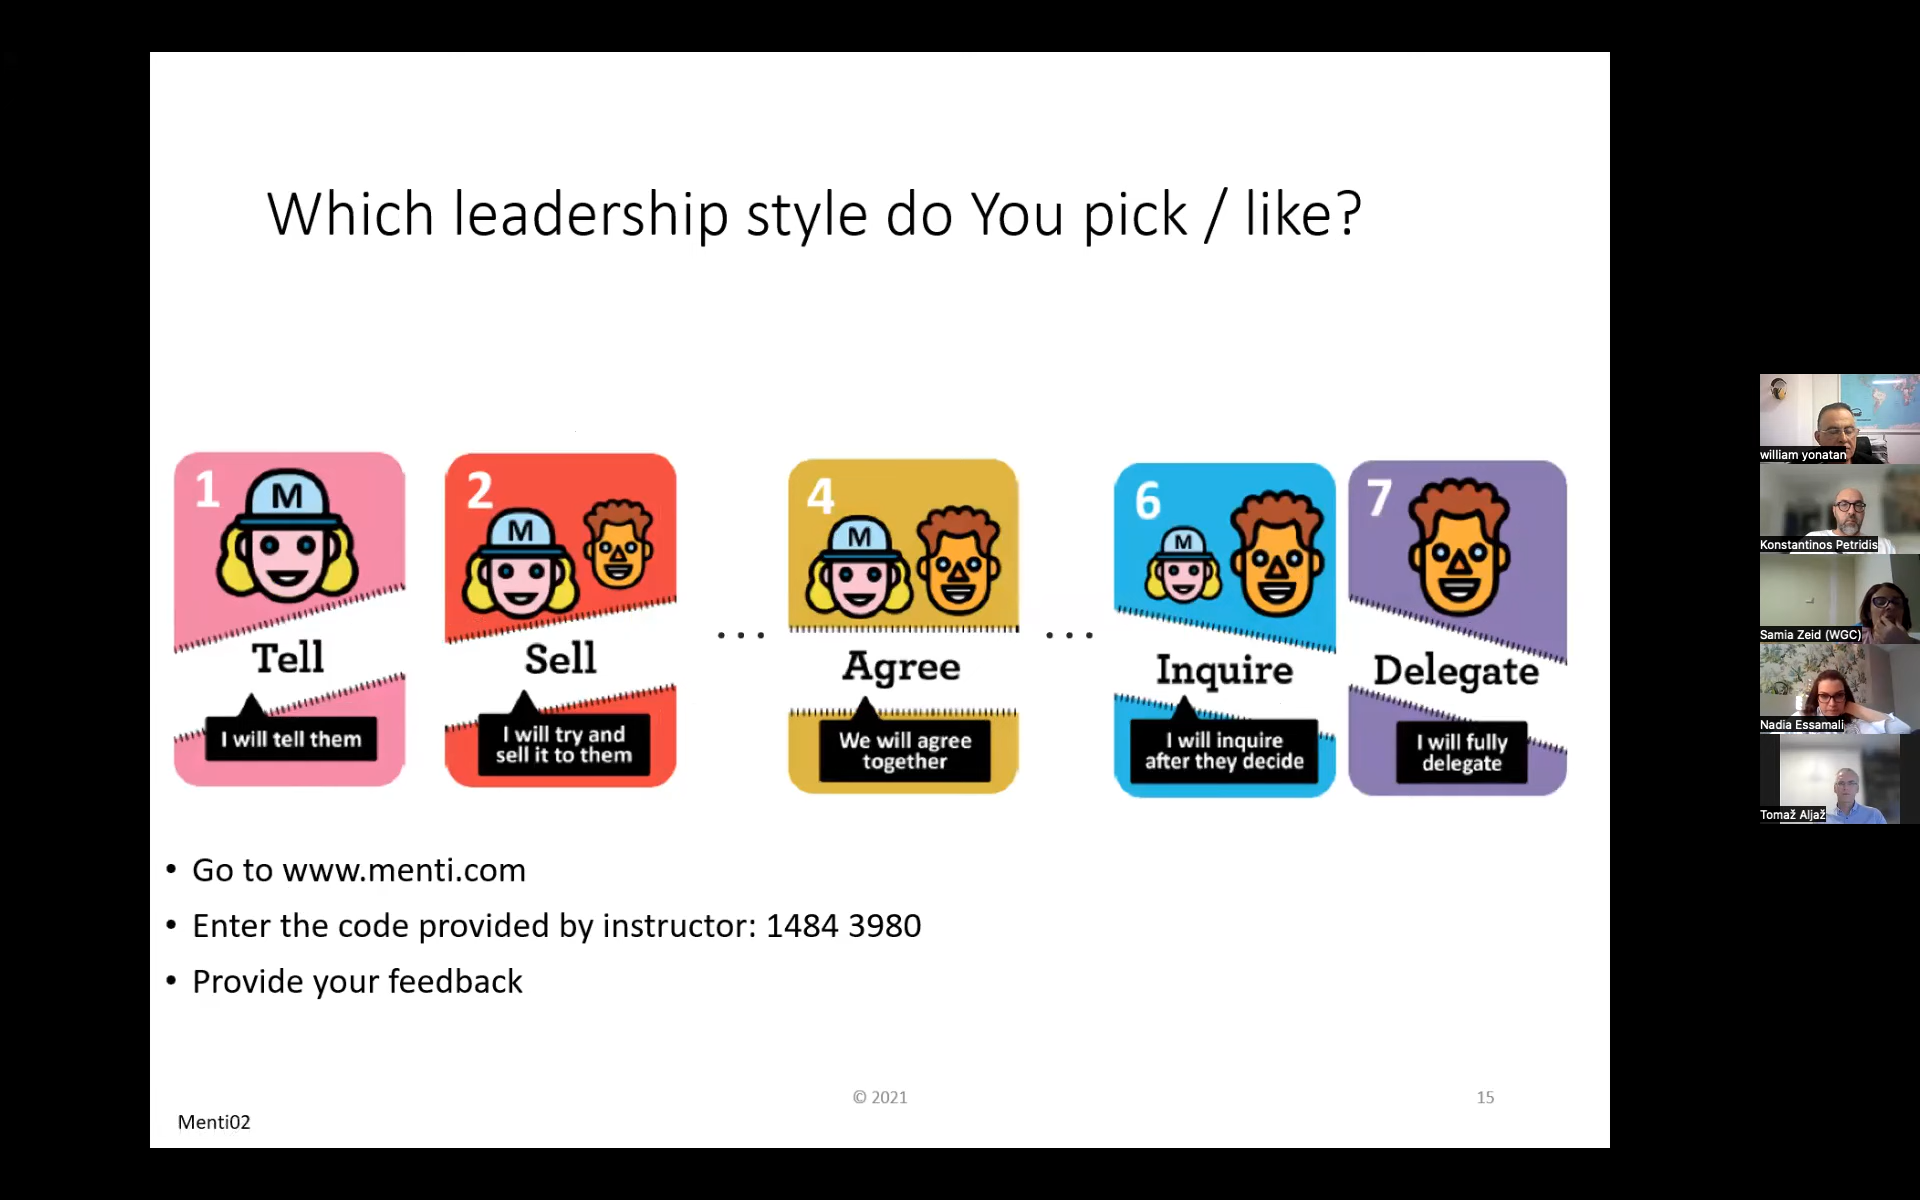 Which leadership style do You pick / like?
1
M
Tell
I will tell them
2
M
Sell
I will try and
sell it to them
...
4
M
Agree
We will agree
together
...
6
M
Inquire
I will inquire
after they decide
7
Delegate
I will fully
delegate
• Go to www.menti.com
• Enter the code provided by instructor: 1484 3980
• Provide your feedback
© 2021
15
Menti02
william yonatan
Konstantinos Petridis
Samia Zeid (WGC)
Nadia Essamali
Tomaž Aljaž